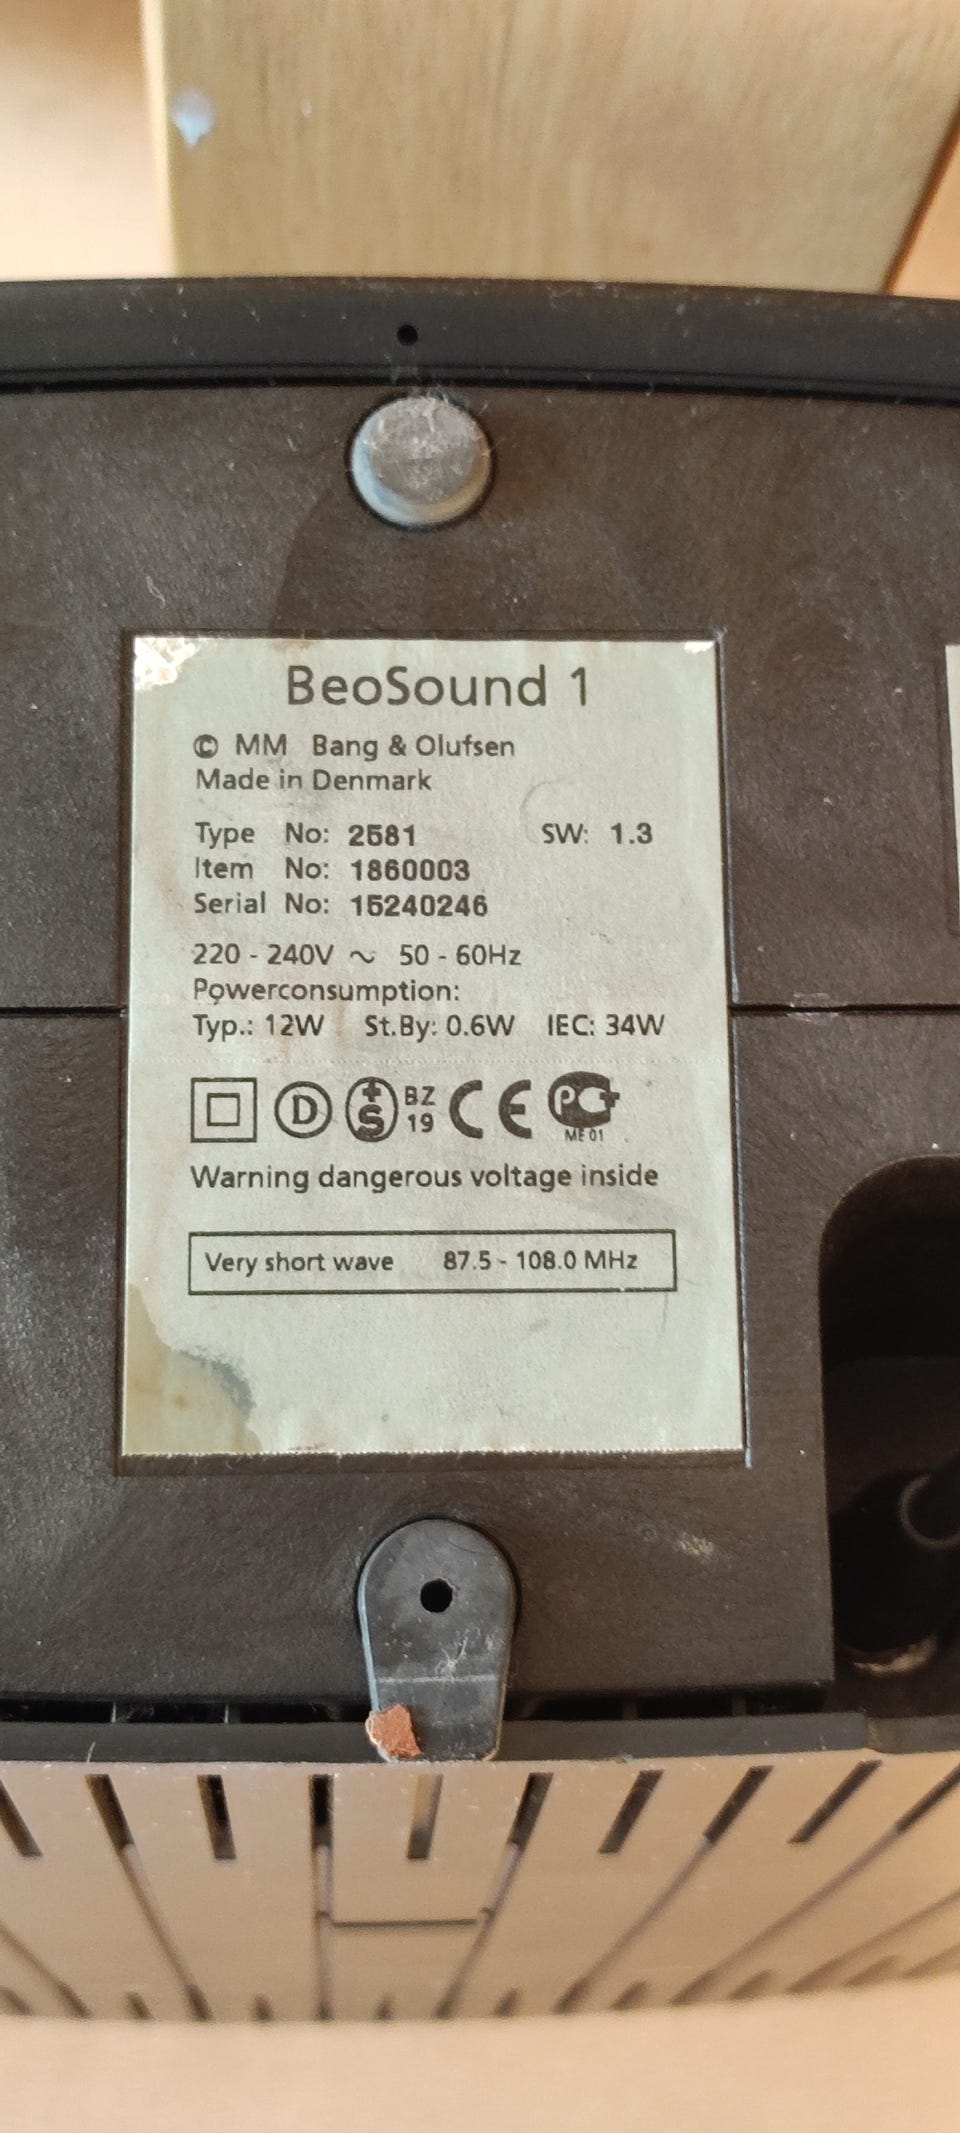 BeoSound 1
© MM Bang & Olufsen
Made in Denmark
Type No: 2581 SW: 1.3
Item No: 1860003
Serial No: 15240246
220 - 240V ~ 50 - 60Hz
Powerconsumption:
Typ.: 12W St.By: 0.6W IEC: 34W
D +S BZ 19 CE PCT ME 01
Warning dangerous voltage inside
Very short wave 87.5 - 108.0 MHz